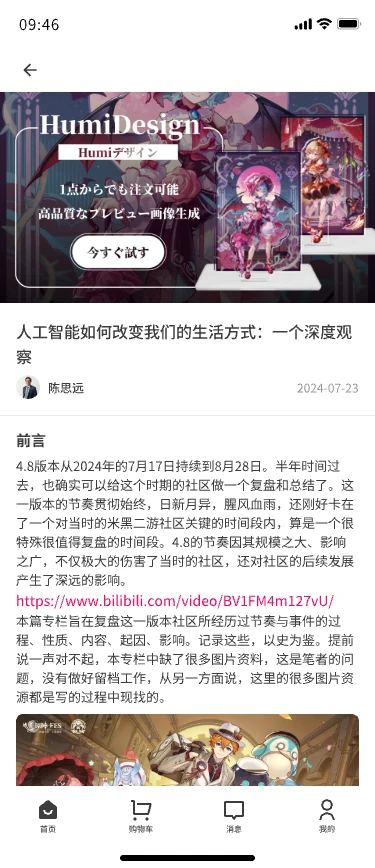 09:46
HumiDesign
Humiデザイン
1点からでも注文可能
高品質なプレビュー画像生成
今すぐ試す
人工智能如何改变我们的生活方式：一个深度观
察
陈思远
2024-07-23
前言
4.8版本从2024年的7月17日持续到8月28日。半年时间过
去，也确实可以给这个时期的社区做一个复盘和总结了。这
一版本的节奏贯彻始终，日新月异，腥风血雨，还刚好卡在
了一个对当时的米黑二游社区关键的时间段内，算是一个很
特殊很值得复盘的时间段。4.8的节奏因其规模之大、影响
之广，不仅极大的伤害了当时的社区，还对社区的后续发展
产生了深远的影响。
https://www.bilibili.com/video/BV1FM4m127vU/
本篇专栏旨在复盘这一版本社区所经历过节奏与事件的过
程、性质、内容、起因、影响。记录这些，以史为鉴。提前
说一声对不起，本专栏中缺了很多图片资料，这是笔者的问
题，没有做好留档工作，从另一方面说，这里的很多图片资
源都是写的过程中现找的。
首页
购物车
消息
我的